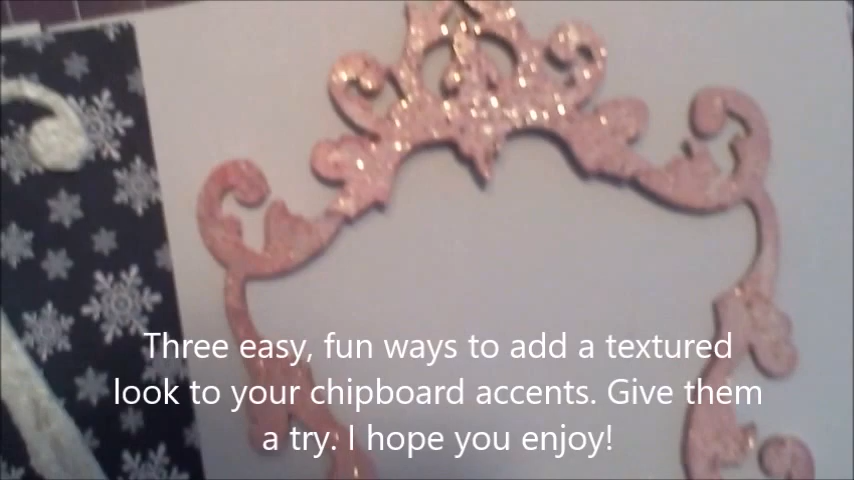 Three easy, fun ways to add a textured
look to your chipboard accents. Give them
a try. I hope you enjoy!